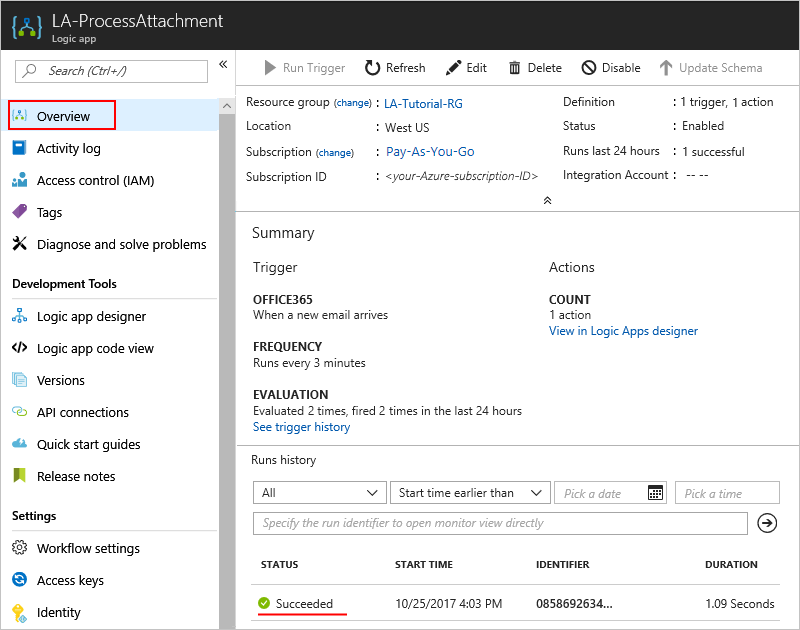 LA-ProcessAttachment
Logic app
Search (Ctrl+/)
«
Overview
Activity log
Access control (IAM)
Tags
Diagnose and solve problems
Development Tools
Logic app designer
Logic app code view
Versions
API connections
Quick start guides
Release notes
Settings
Workflow settings
Access keys
Identity
Run Trigger Refresh Edit Delete Disable Update Schema
Resource group (change) : LA-Tutorial-RG
Location : West US
Subscription (change) : Pay-As-You-Go
Subscription ID : <your-Azure-subscription-ID>
Definition : 1 trigger, 1 action
Status : Enabled
Runs last 24 hours : 1 successful
Integration Account : -- --
Summary
Trigger
OFFICE365
When a new email arrives
FREQUENCY
Runs every 3 minutes
EVALUATION
Evaluated 2 times, fired 2 times in the last 24 hours
See trigger history
Actions
COUNT
1 action
View in Logic Apps designer
Runs history
All Start time earlier than Pick a date Pick a time
Specify the run identifier to open monitor view directly
STATUS START TIME IDENTIFIER DURATION
Succeeded 10/25/2017 4:03 PM 0858692634... 1.09 Seconds